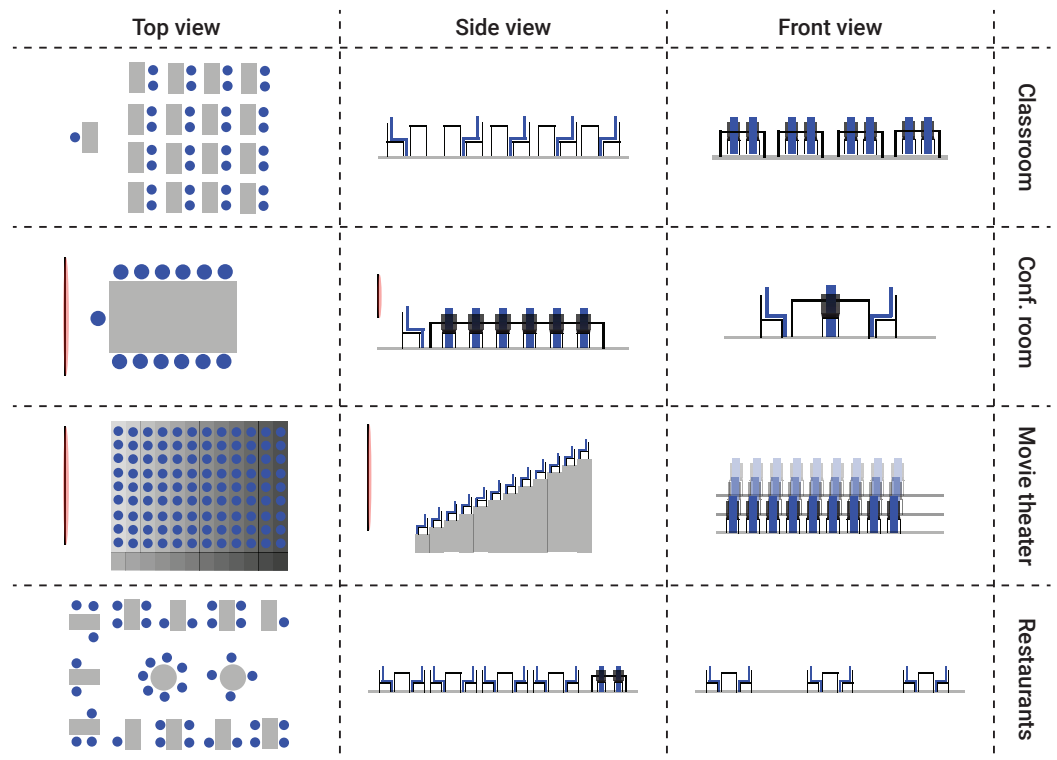 Top view
Side view
Front view
Classroom
Conf. room
Movie theater
Restaurants